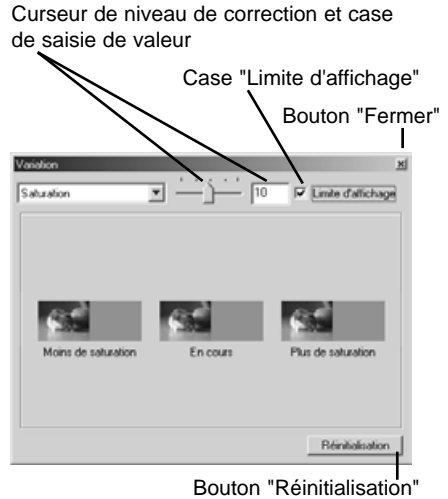 Curseur de niveau de correction et case
de saisie de valeur
Case "Limite d'affichage"
Bouton "Fermer"
Variation
Saturation 10 Limite d'affichage
Moins de saturation En cours Plus de saturation
Réinitialisation
Bouton "Réinitialisation"